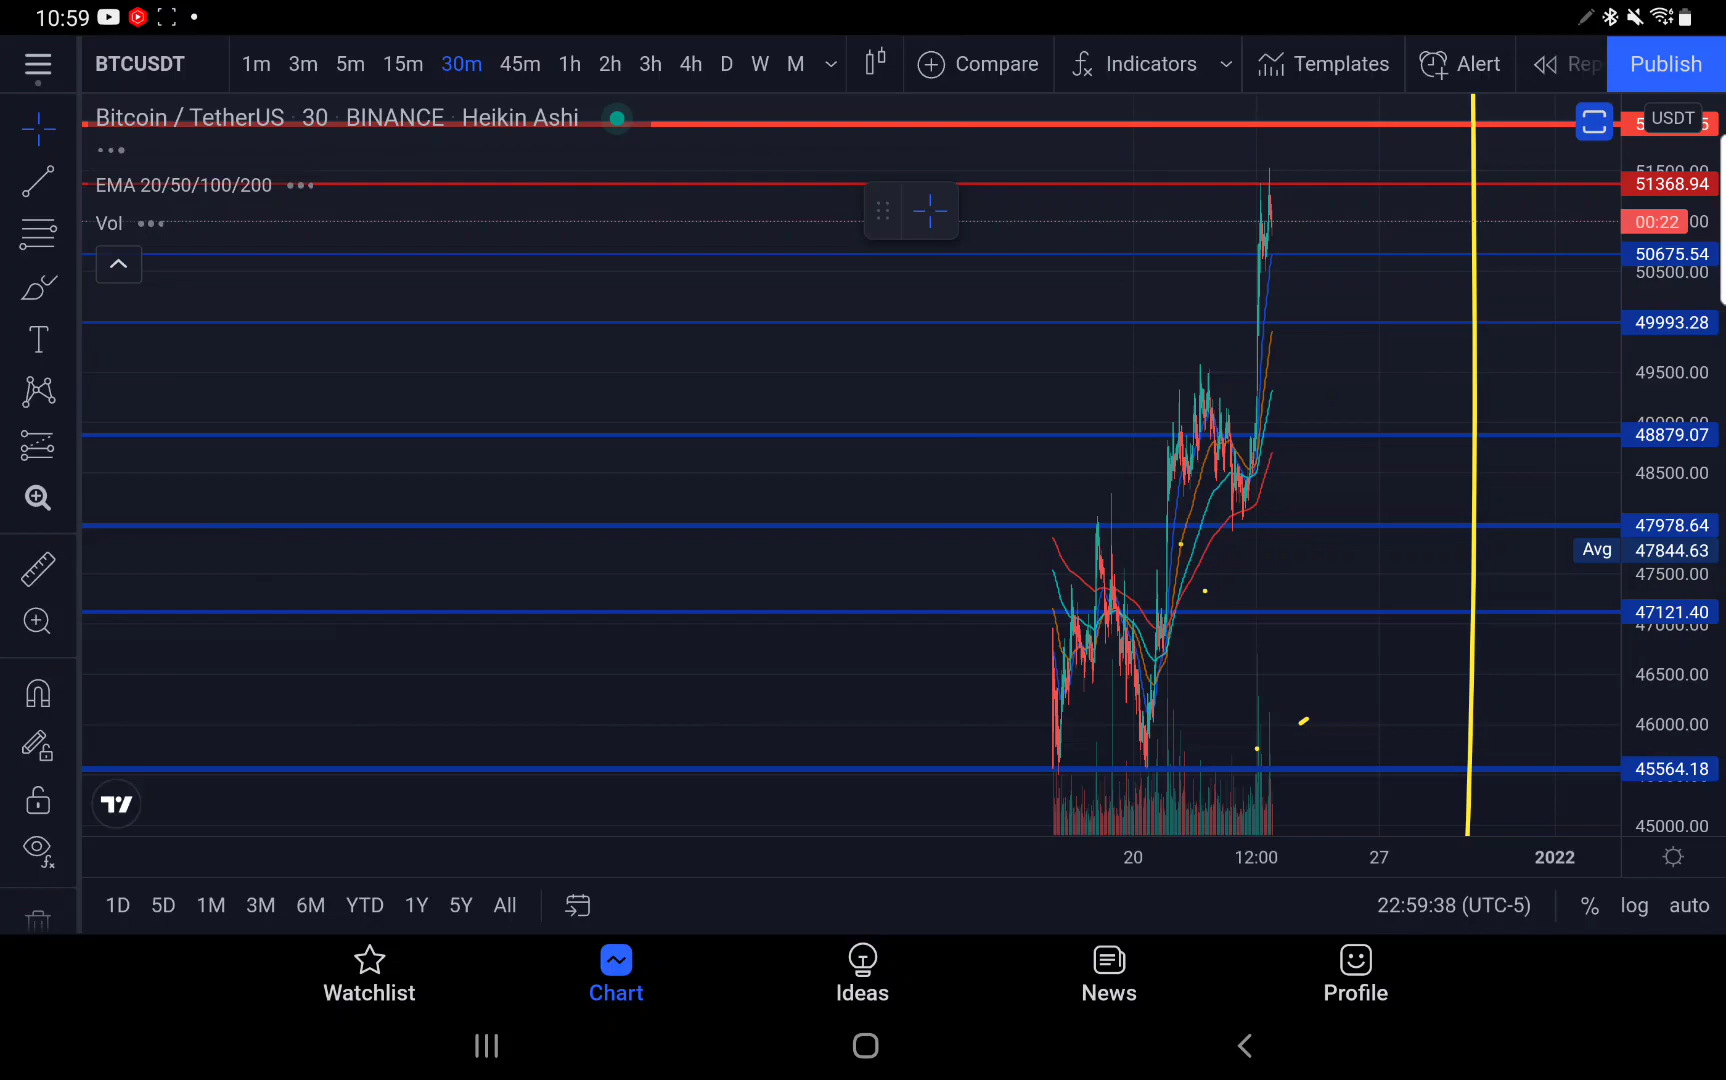 10:59
BTCUSDT 1m 3m 5m 15m 30m 45m 1h 2h 3h 4h D W M Compare Indicators Templates Alert Rep Publish
Bitcoin / TetherUS · 30 · BINANCE · Heikin Ashi
USDT
EMA 20/50/100/200
51368.94
Vol
00:22 00
50675.54
50500.00
49993.28
49500.00
48879.07
48500.00
47978.64
Avg 47844.63
47500.00
47121.40
46500.00
46000.00
45564.18
45000.00
20 12:00 27 2022
1D 5D 1M 3M 6M YTD 1Y 5Y All 22:59:38 (UTC-5) % log auto
Watchlist Chart Ideas News Profile